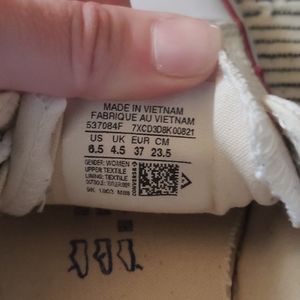 MADE IN VIETNAM
FABRIQUE AU VIETNAM
537084F 7XCD3D8K00821
US UK EUR CM
6.5 4.5 37 23.5
GENDER: WOMEN
UPPER: TEXTILE
LINING: TEXTILE
CONVERSE